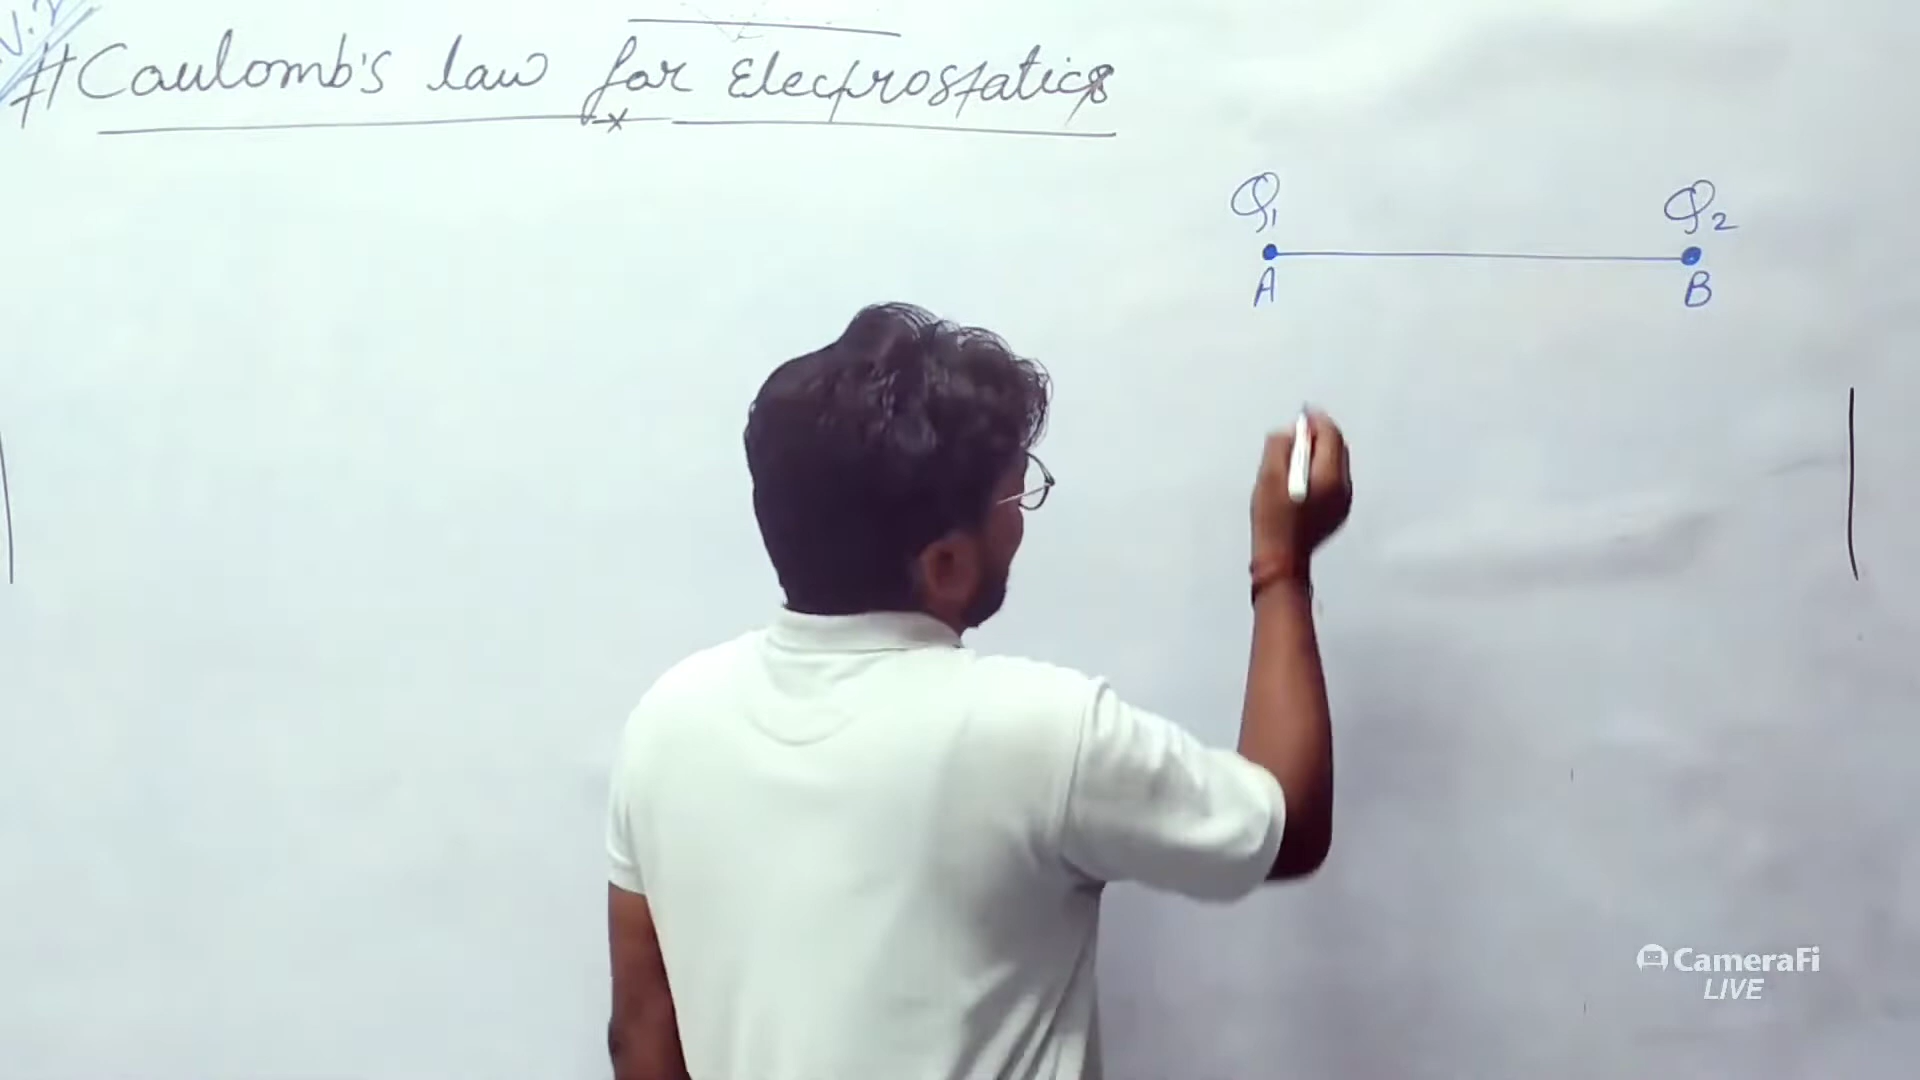 #Coulomb's law for Electrostatics
Q1 Q2
A B
CameraFi
LIVE